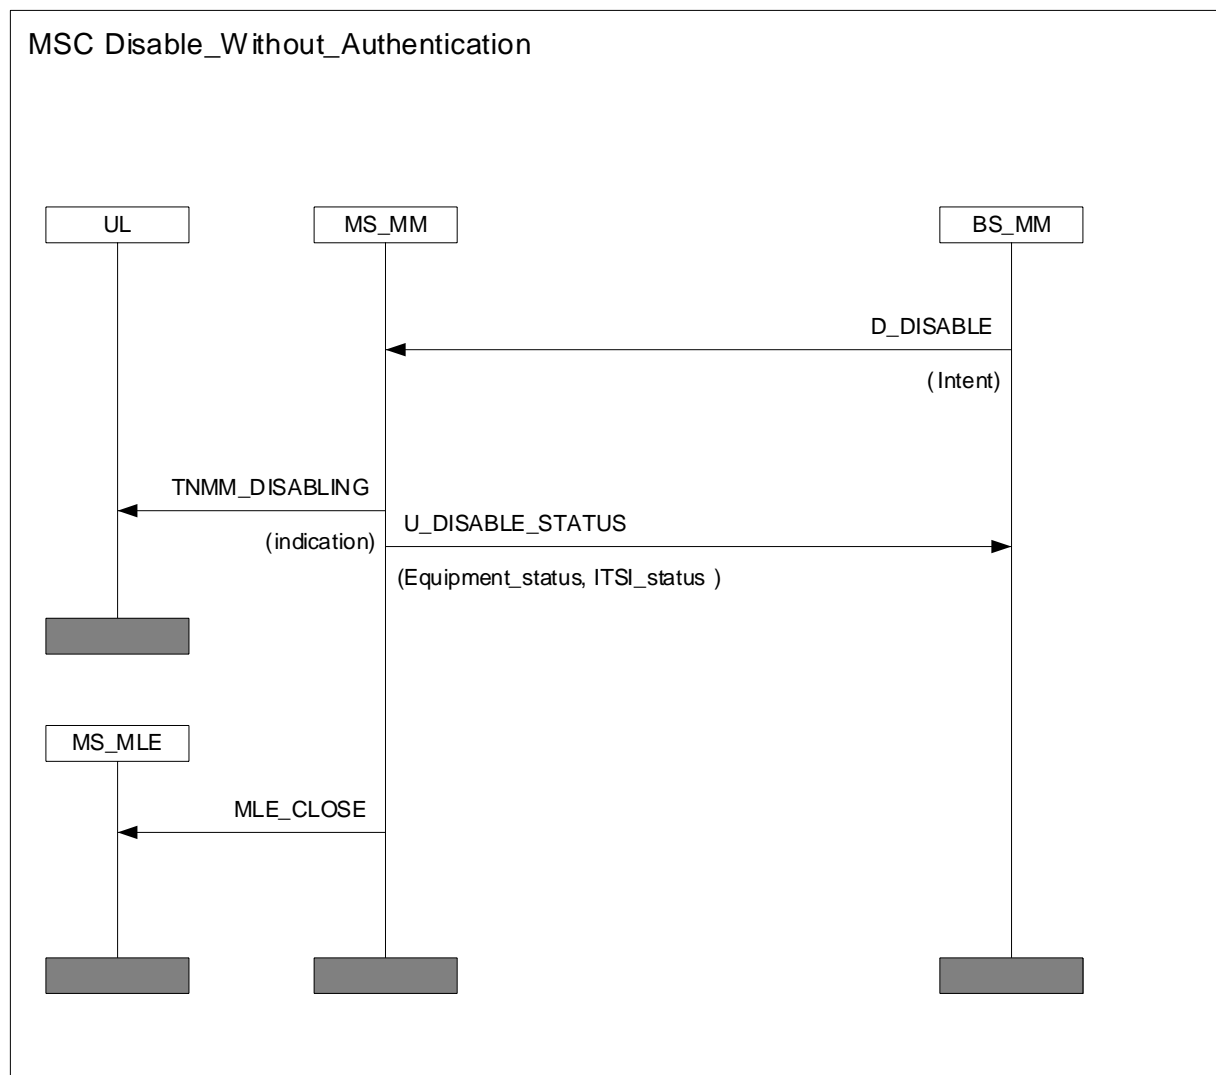 MSC Disable_Without_Authentication
UL
MS_MM
BS_MM
D_DISABLE
(Intent)
TNMM_DISABLING
U_DISABLE_STATUS
(indication)
(Equipment_status, ITSI_status )
MS_MLE
MLE_CLOSE